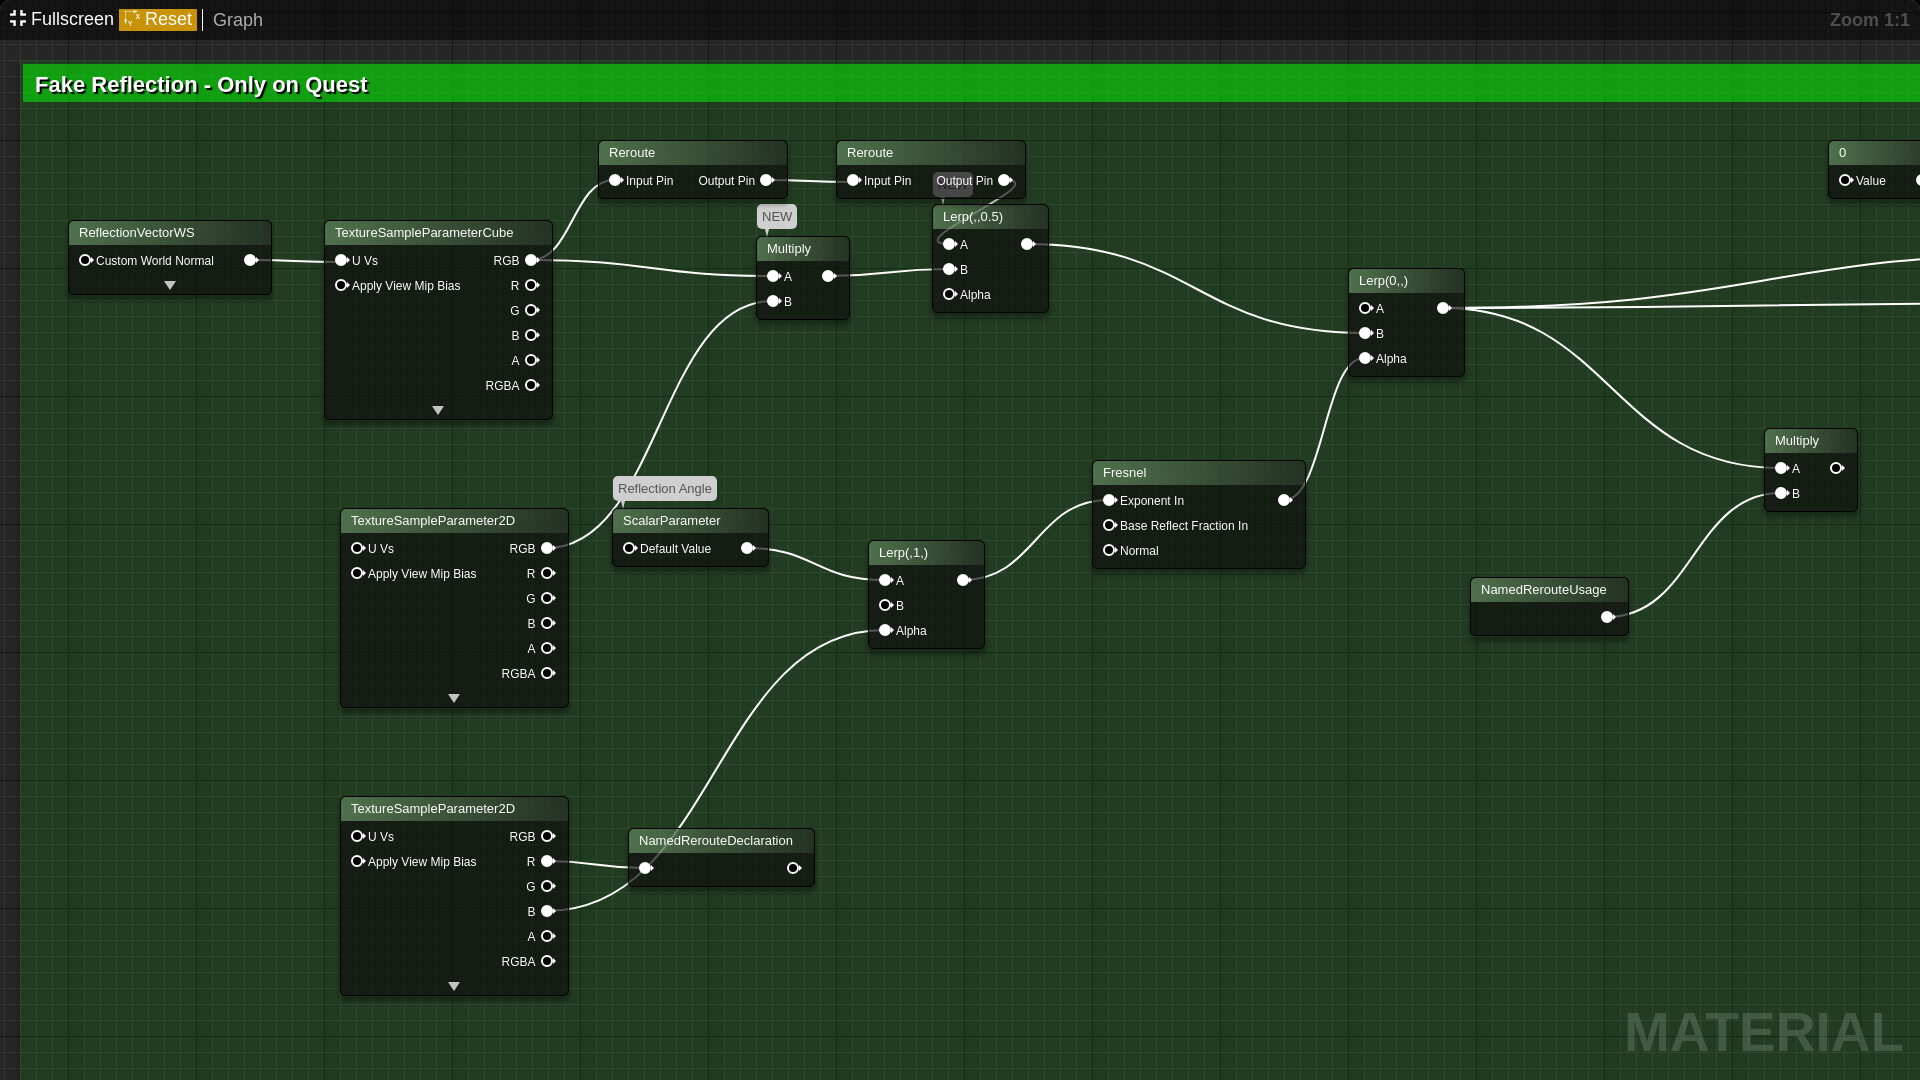 Fullscreen Reset Graph Zoom 1:1
Fake Reflection - Only on Quest
Reroute
Input Pin Output Pin
Reroute
Input Pin Output Pin
0
Value
ReflectionVectorWS
Custom World Normal
TextureSampleParameterCube
U Vs RGB
Apply View Mip Bias R
G
B
A
RGBA
NEW
Multiply
A
B
Lerp(,,0.5)
A
B
Alpha
Lerp(0,,)
A
B
Alpha
Multiply
A
B
Fresnel
Exponent In
Base Reflect Fraction In
Normal
Reflection Angle
ScalarParameter
Default Value
TextureSampleParameter2D
U Vs RGB
Apply View Mip Bias R
G
B
A
RGBA
Lerp(,1,)
A
B
Alpha
NamedRerouteUsage
TextureSampleParameter2D
U Vs RGB
Apply View Mip Bias R
G
B
A
RGBA
NamedRerouteDeclaration
MATERIAL